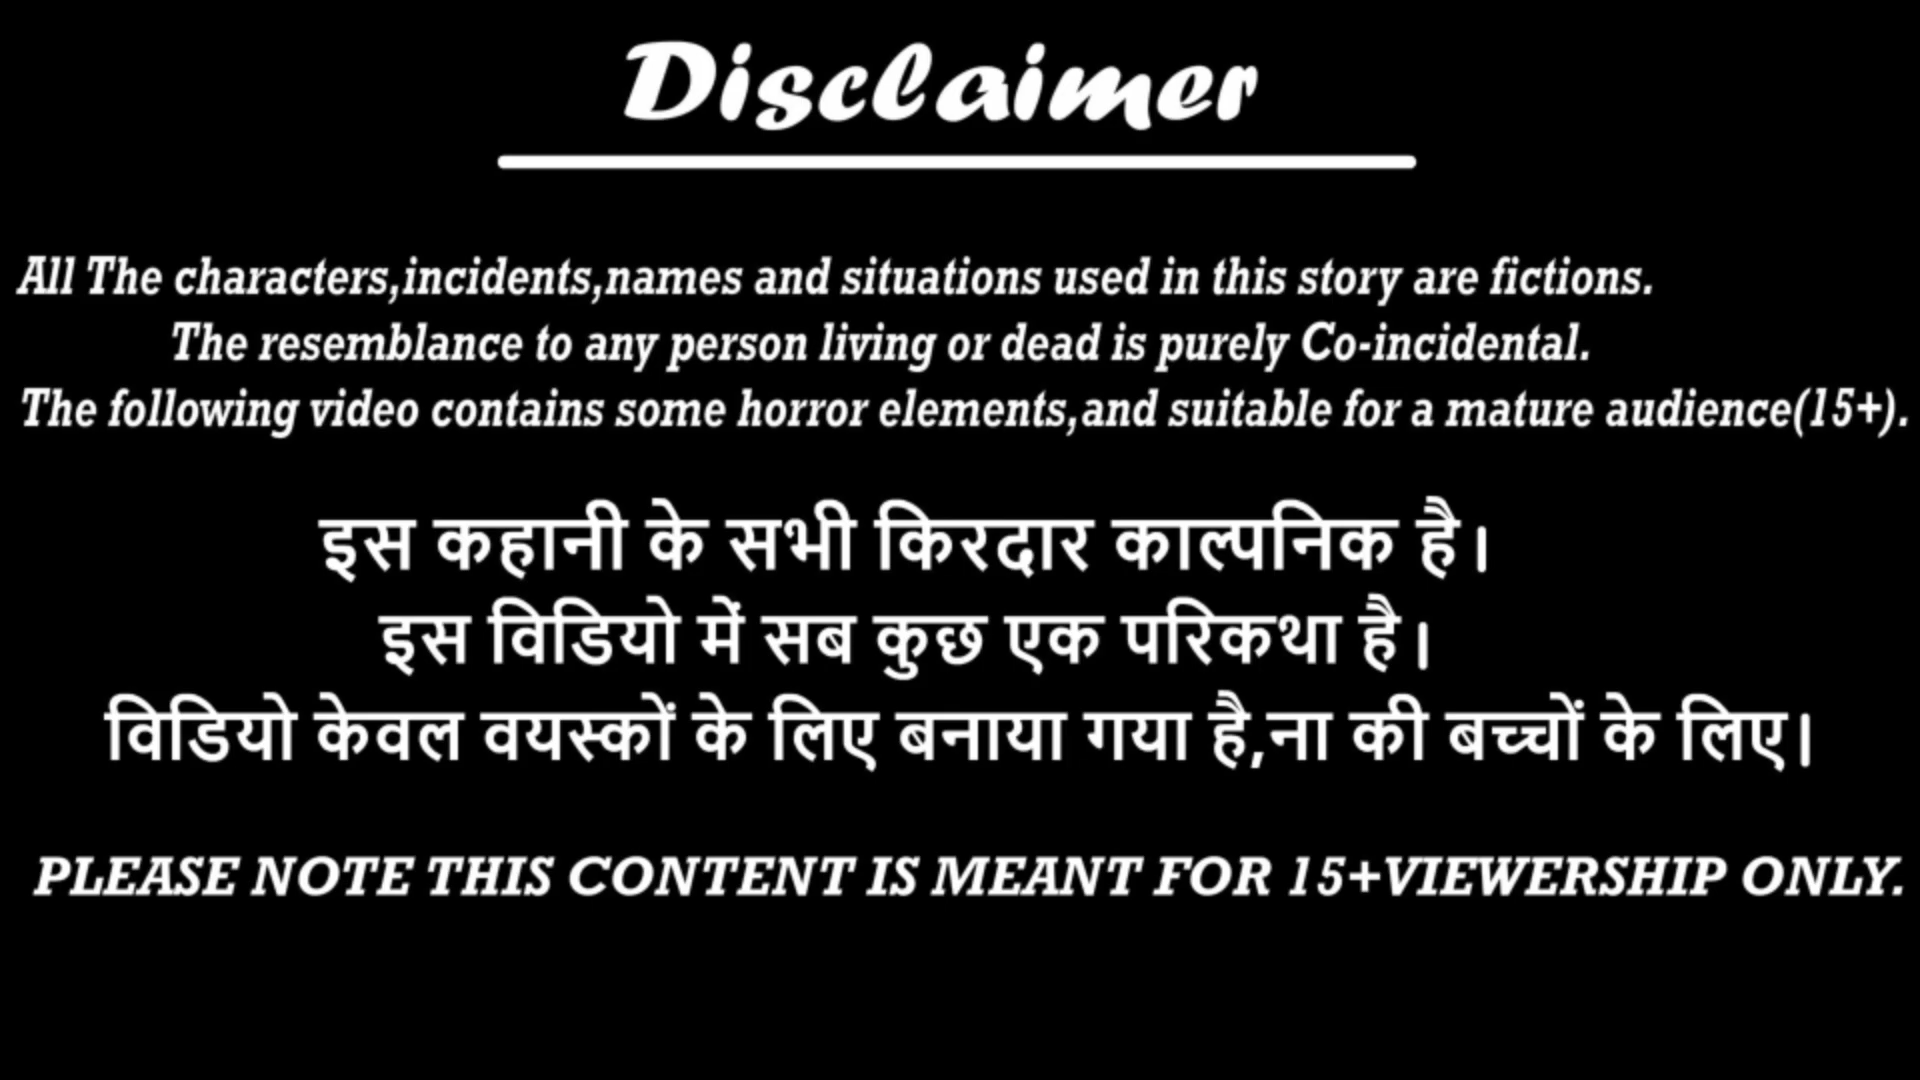 Disclaimer
All The characters,incidents,names and situations used in this story are fictions.
The resemblance to any person living or dead is purely Co-incidental.
The following video contains some horror elements,and suitable for a mature audience(15+).
इस कहानी के सभी किरदार काल्पनिक है।
इस विडियो में सब कुछ एक परिकथा है।
विडियो केवल वयस्कों के लिए बनाया गया है,ना की बच्चों के लिए।
PLEASE NOTE THIS CONTENT IS MEANT FOR 15+VIEWERSHIP ONLY.